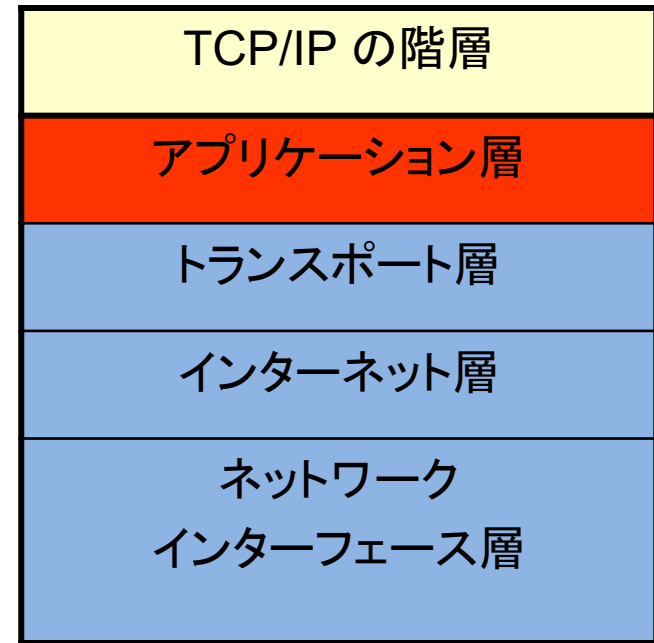 TCP/IP の階層
アプリケーション層
トランスポート層
インターネット層
ネットワーク
インターフェース層